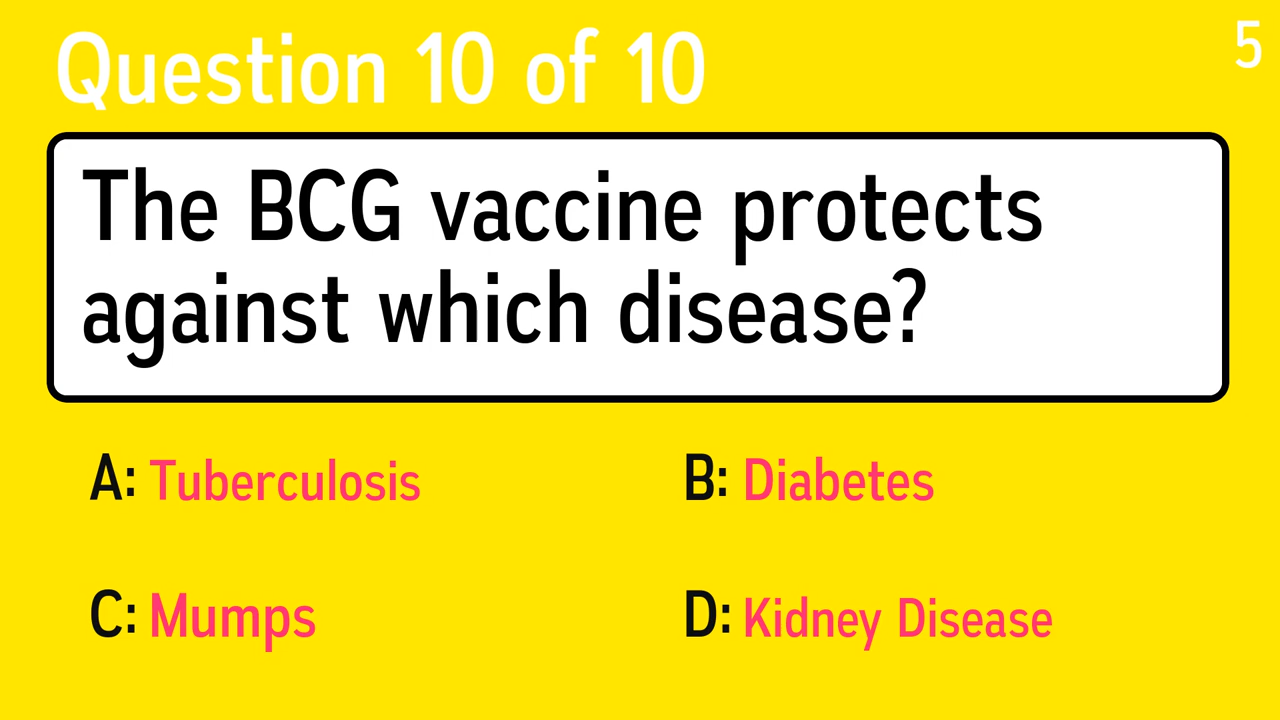 Question 10 of 10
5
The BCG vaccine protects
against which disease?
A: Tuberculosis
B: Diabetes
C: Mumps
D: Kidney Disease